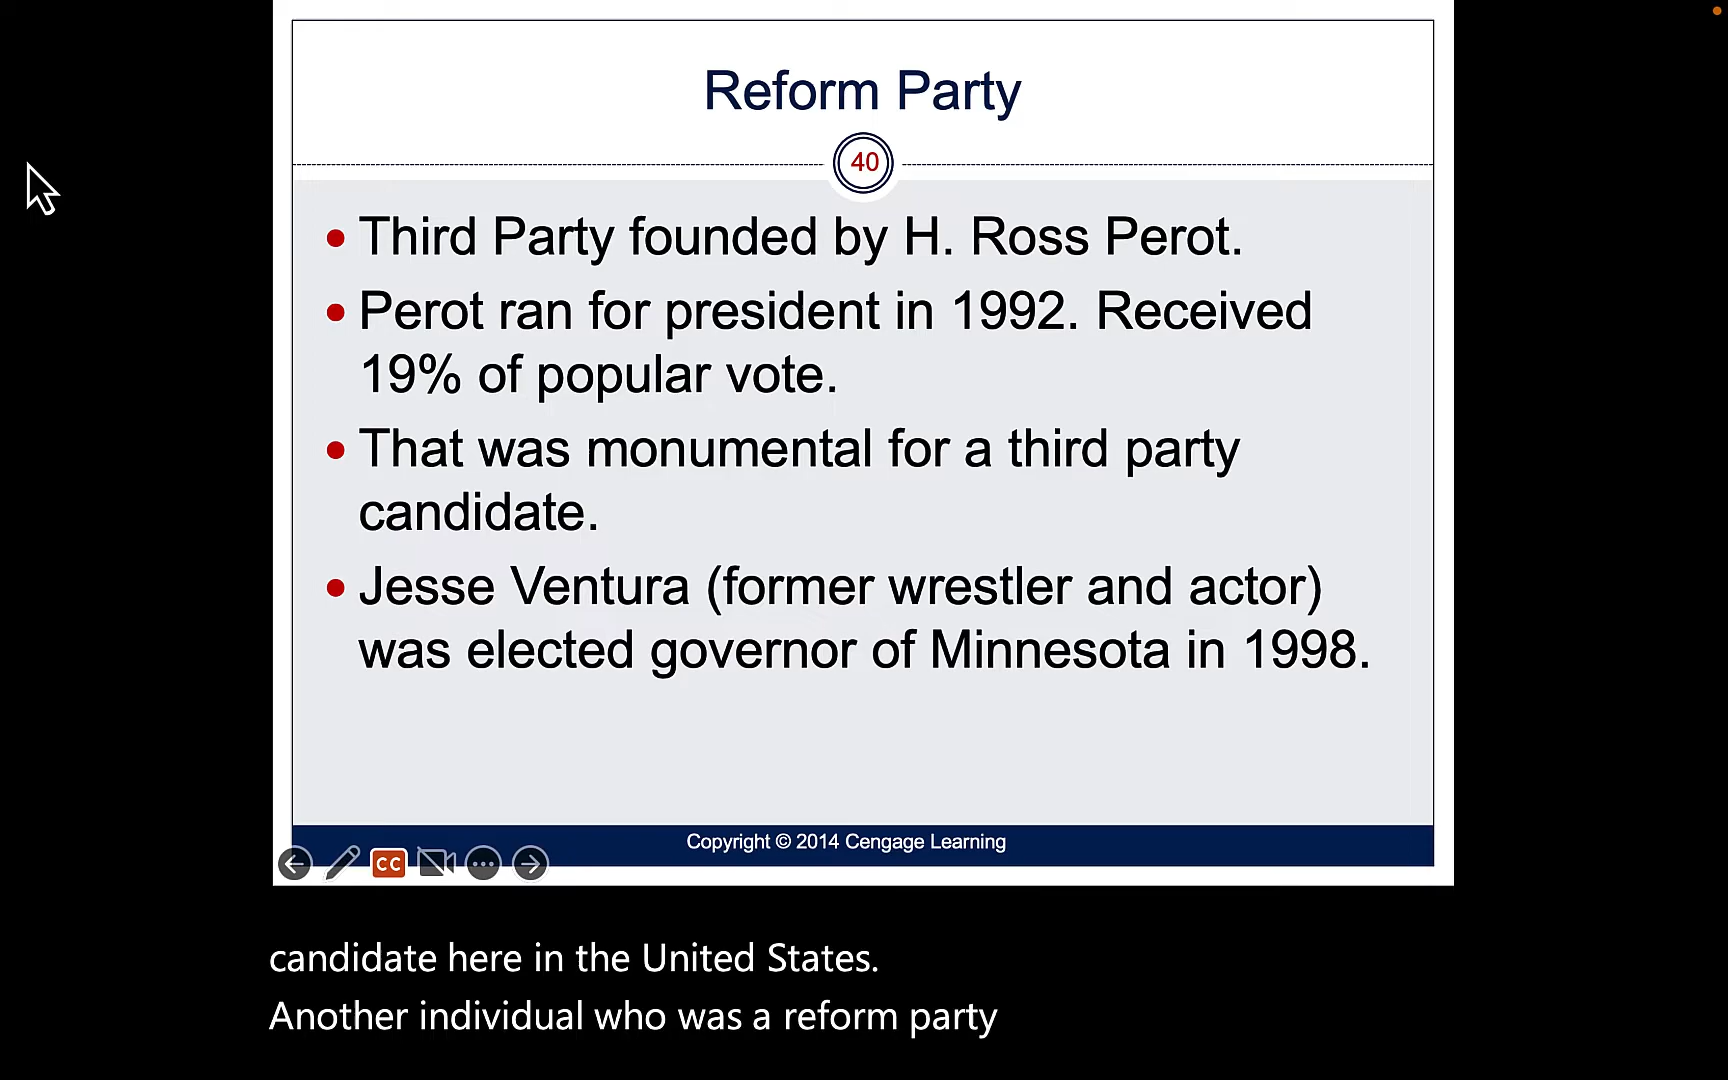 Reform Party
40
Third Party founded by H. Ross Perot.
Perot ran for president in 1992. Received
19% of popular vote.
That was monumental for a third party
candidate.
Jesse Ventura (former wrestler and actor)
was elected governor of Minnesota in 1998.
Copyright © 2014 Cengage Learning
CC
candidate here in the United States.
Another individual who was a reform party